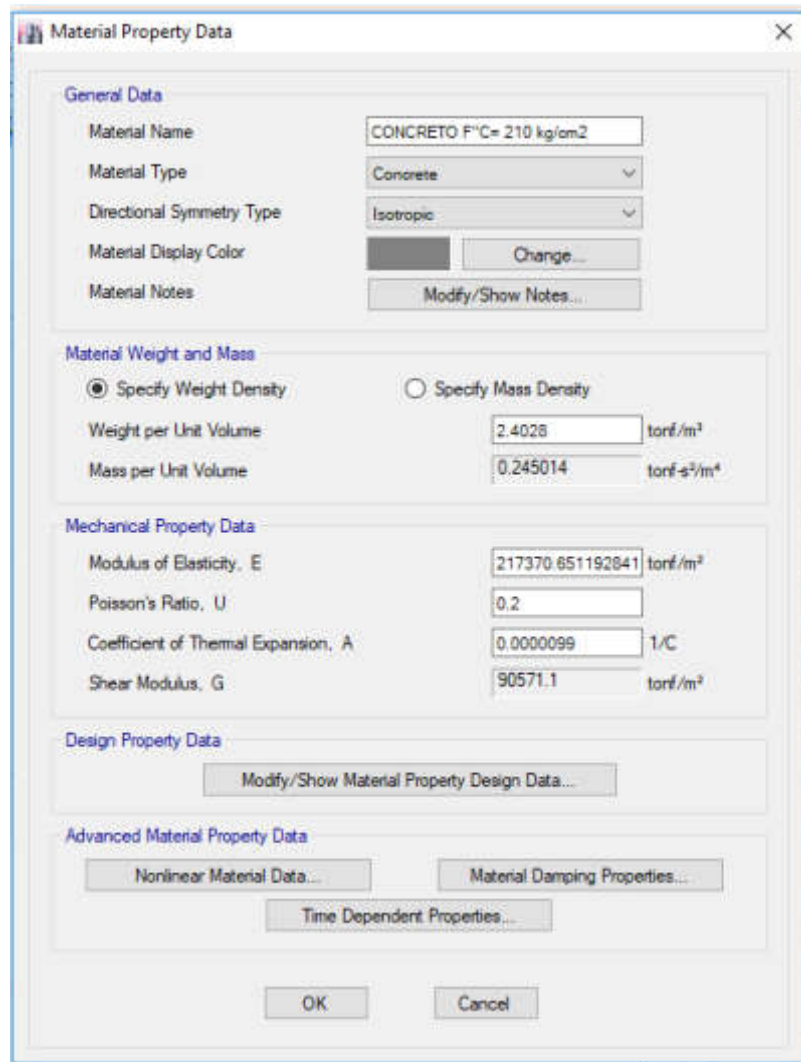 Material Property Data
General Data
Material Name CONCRETO F''C= 210 kg/cm2
Material Type Concrete
Directional Symmetry Type Isotropic
Material Display Color Change...
Material Notes Modify/Show Notes...
Material Weight and Mass
Specify Weight Density Specify Mass Density
Weight per Unit Volume 2.4028 tonf/m³
Mass per Unit Volume 0.245014 tonf-s²/m⁴
Mechanical Property Data
Modulus of Elasticity, E 217370.651192841 tonf/m²
Poisson's Ratio, U 0.2
Coefficient of Thermal Expansion, A 0.0000099 1/C
Shear Modulus, G 90571.1 tonf/m²
Design Property Data
Modify/Show Material Property Design Data...
Advanced Material Property Data
Nonlinear Material Data... Material Damping Properties...
Time Dependent Properties...
OK Cancel